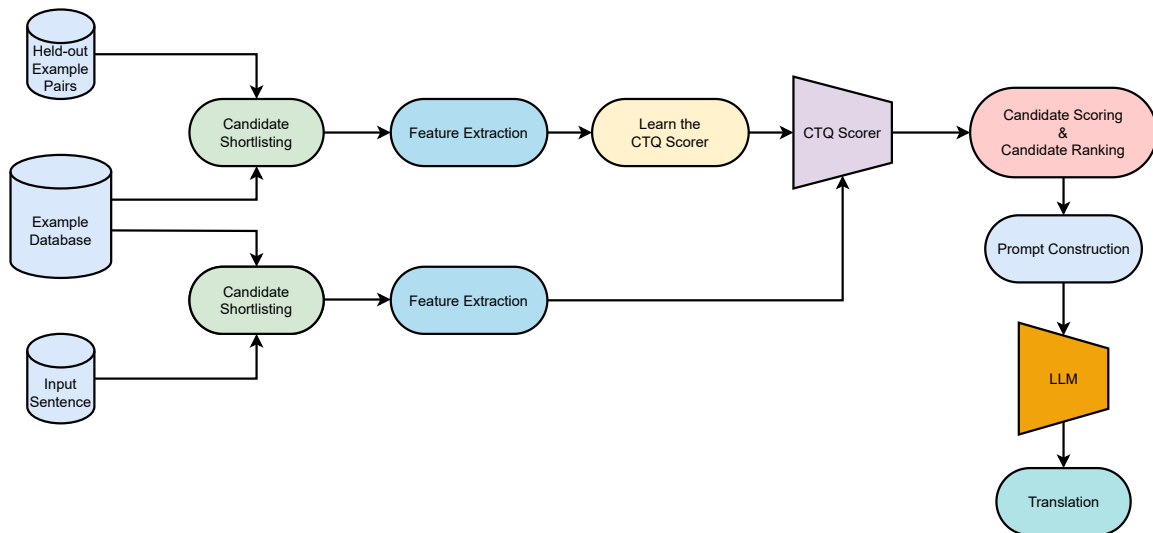 Held-out
Example
Pairs
Candidate
Shortlisting
Feature Extraction
Learn the
CTQ Scorer
CTQ Scorer
Candidate Scoring
&
Candidate Ranking
Example
Database
Prompt Construction
Candidate
Shortlisting
Feature Extraction
Input
Sentence
LLM
Translation